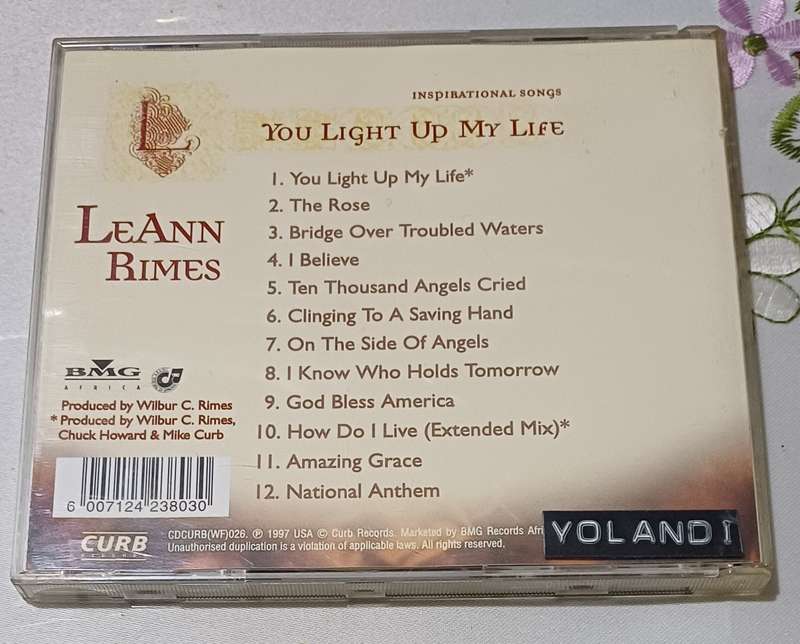 INSPIRATIONAL SONGS
L YOU LIGHT UP MY LIFE
LEANN
RIMES
1. You Light Up My Life*
2. The Rose
3. Bridge Over Troubled Waters
4. I Believe
5. Ten Thousand Angels Cried
6. Clinging To A Saving Hand
7. On The Side Of Angels
8. I Know Who Holds Tomorrow
9. God Bless America
10. How Do I Live (Extended Mix)*
11. Amazing Grace
12. National Anthem
BMG
AFRICA
Produced by Wilbur C. Rimes
* Produced by Wilbur C. Rimes,
Chuck Howard & Mike Curb
6 007124 238030
CURB
RECORDS
CDCURB(WF)026. ℗ 1997 USA © Curb Records. Marketed by BMG Records Afri
Unauthorised duplication is a violation of applicable laws. All rights reserved.
YOLANDI